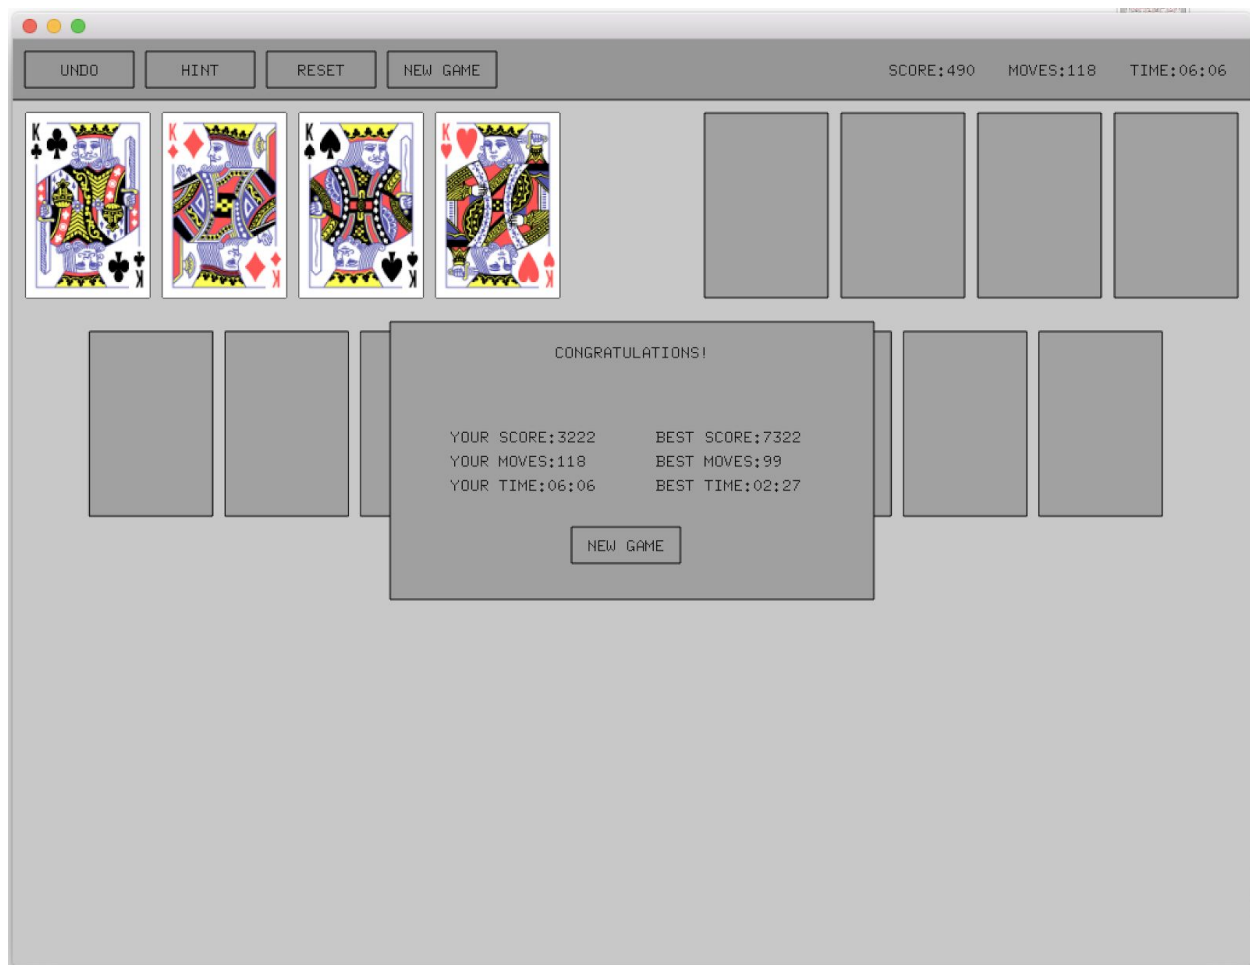 UNDO HINT RESET NEW GAME SCORE:490 MOVES:118 TIME:06:06
K K K K
K K K K
CONGRATULATIONS!
YOUR SCORE:3222 BEST SCORE:7322
YOUR MOVES:118 BEST MOVES:99
YOUR TIME:06:06 BEST TIME:02:27
NEW GAME